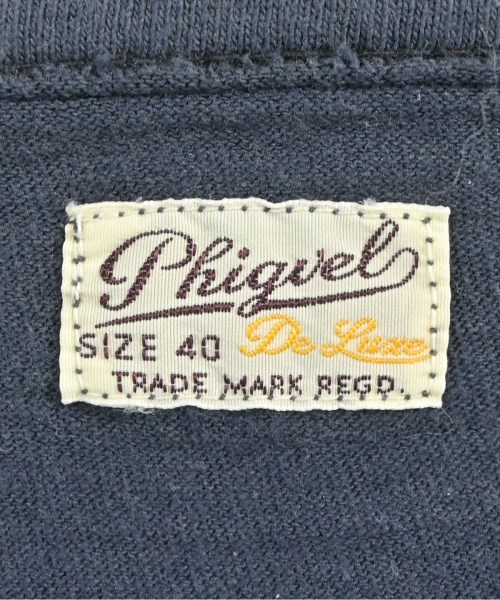 Phigvel
SIZE 40 De Luxe.
TRADE MARK REGD.